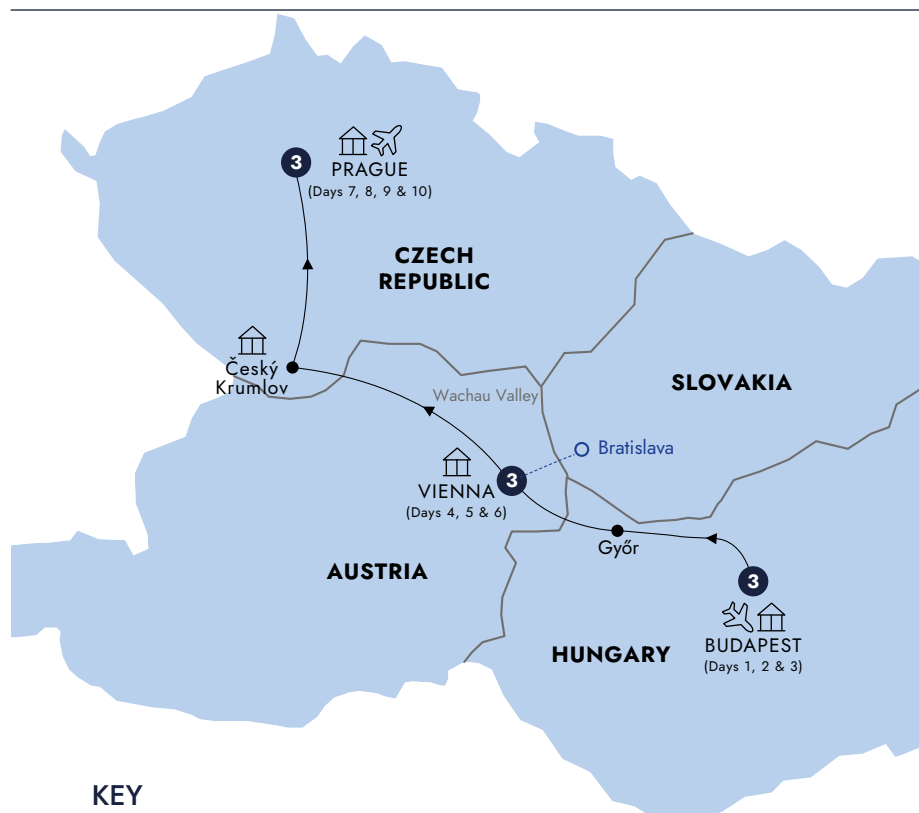 3
PRAGUE
(Days 7, 8, 9 & 10)
CZECH
REPUBLIC
Český
Krumlov
SLOVAKIA
Wachau Valley
Bratislava
3
VIENNA
(Days 4, 5 & 6)
Győr
AUSTRIA
3
BUDAPEST
(Days 1, 2 & 3)
HUNGARY
KEY